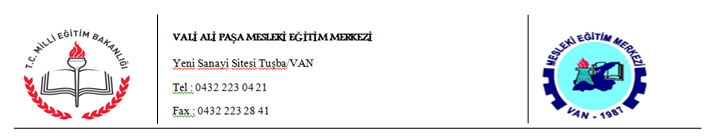 T.C. MİLLİ EĞİTİM BAKANLIĞI
VALİ ALİ PAŞA MESLEKİ EĞİTİM MERKEZİ
Yeni Sanayi Sitesi Tuşba/VAN
Tel : 0432 223 04 21
Fax : 0432 223 28 41
MESLEKİ EĞİTİM MERKEZİ
VAN - 1987